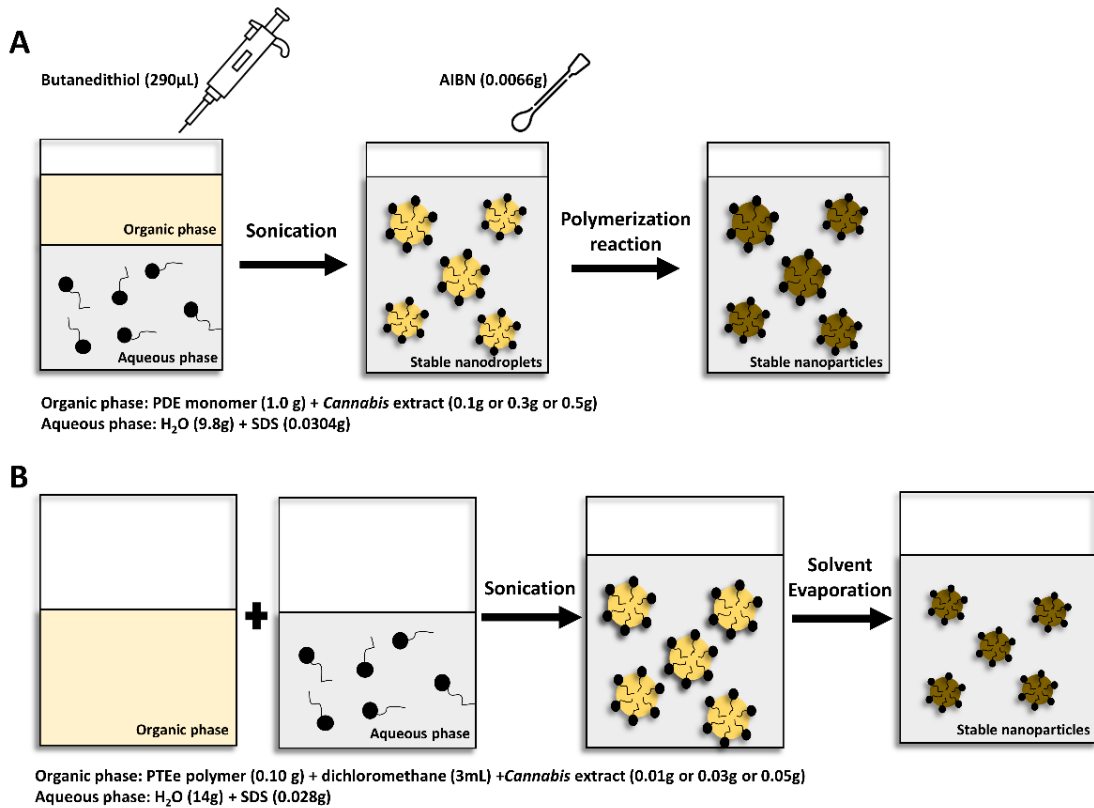 A
Butanedithiol (290µL)
AIBN (0.0066g)
Organic phase
Aqueous phase
Sonication
Stable nanodroplets
Polymerization
reaction
Stable nanoparticles
Organic phase: PDE monomer (1.0 g) + Cannabis extract (0.1g or 0.3g or 0.5g)
Aqueous phase: H₂O (9.8g) + SDS (0.0304g)
B
Organic phase
+
Aqueous phase
Sonication
Solvent
Evaporation
Stable nanoparticles
Organic phase: PTEe polymer (0.10 g) + dichloromethane (3mL) +Cannabis extract (0.01g or 0.03g or 0.05g)
Aqueous phase: H₂O (14g) + SDS (0.028g)